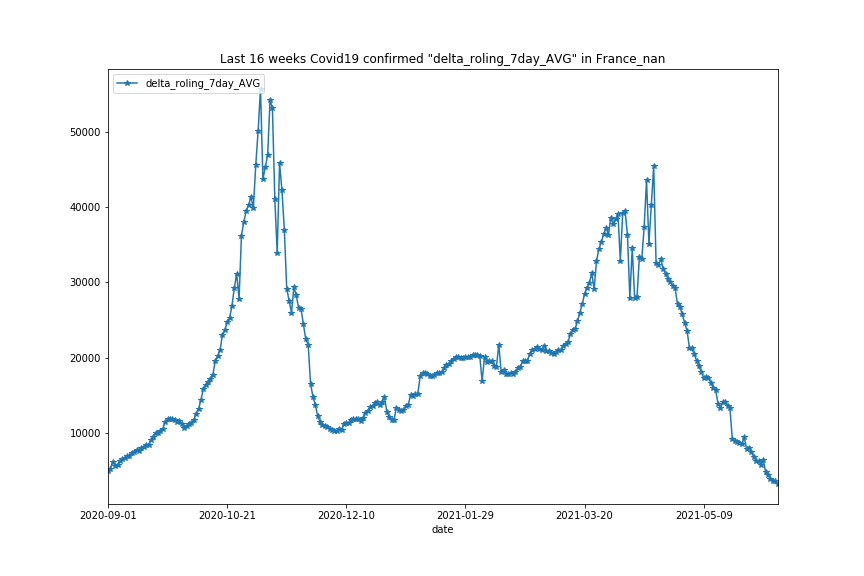 Last 16 weeks Covid19 confirmed "delta_roling_7day_AVG" in France_nan
delta_roling_7day_AVG
50000
40000
30000
20000
10000
2020-09-01 2020-10-21 2020-12-10 2021-01-29 2021-03-20 2021-05-09
date